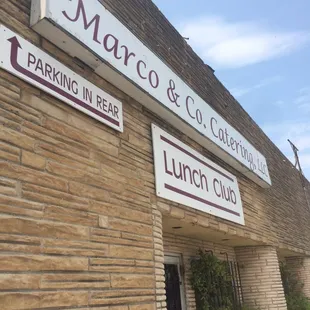 Marco & Co. Catering, LLC
PARKING IN REAR
Lunch Club